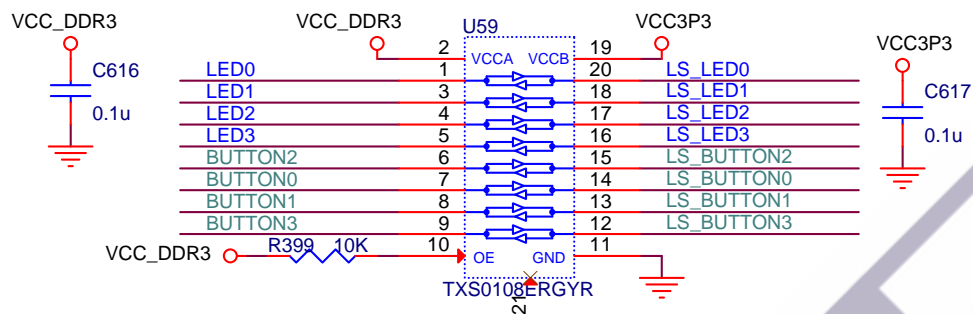 VCC_DDR3
C616
0.1u
VCC_DDR3
U59
2 VCCA VCCB 19
VCC3P3
LED0 1 20 LS_LED0
LED1 3 18 LS_LED1
LED2 4 17 LS_LED2
LED3 5 16 LS_LED3
BUTTON2 6 15 LS_BUTTON2
BUTTON0 7 14 LS_BUTTON0
BUTTON1 8 13 LS_BUTTON1
BUTTON3 9 12 LS_BUTTON3
VCC_DDR3 R399 10K 10 OE GND 11
TXS0108ERGYR
21
VCC3P3
C617
0.1u